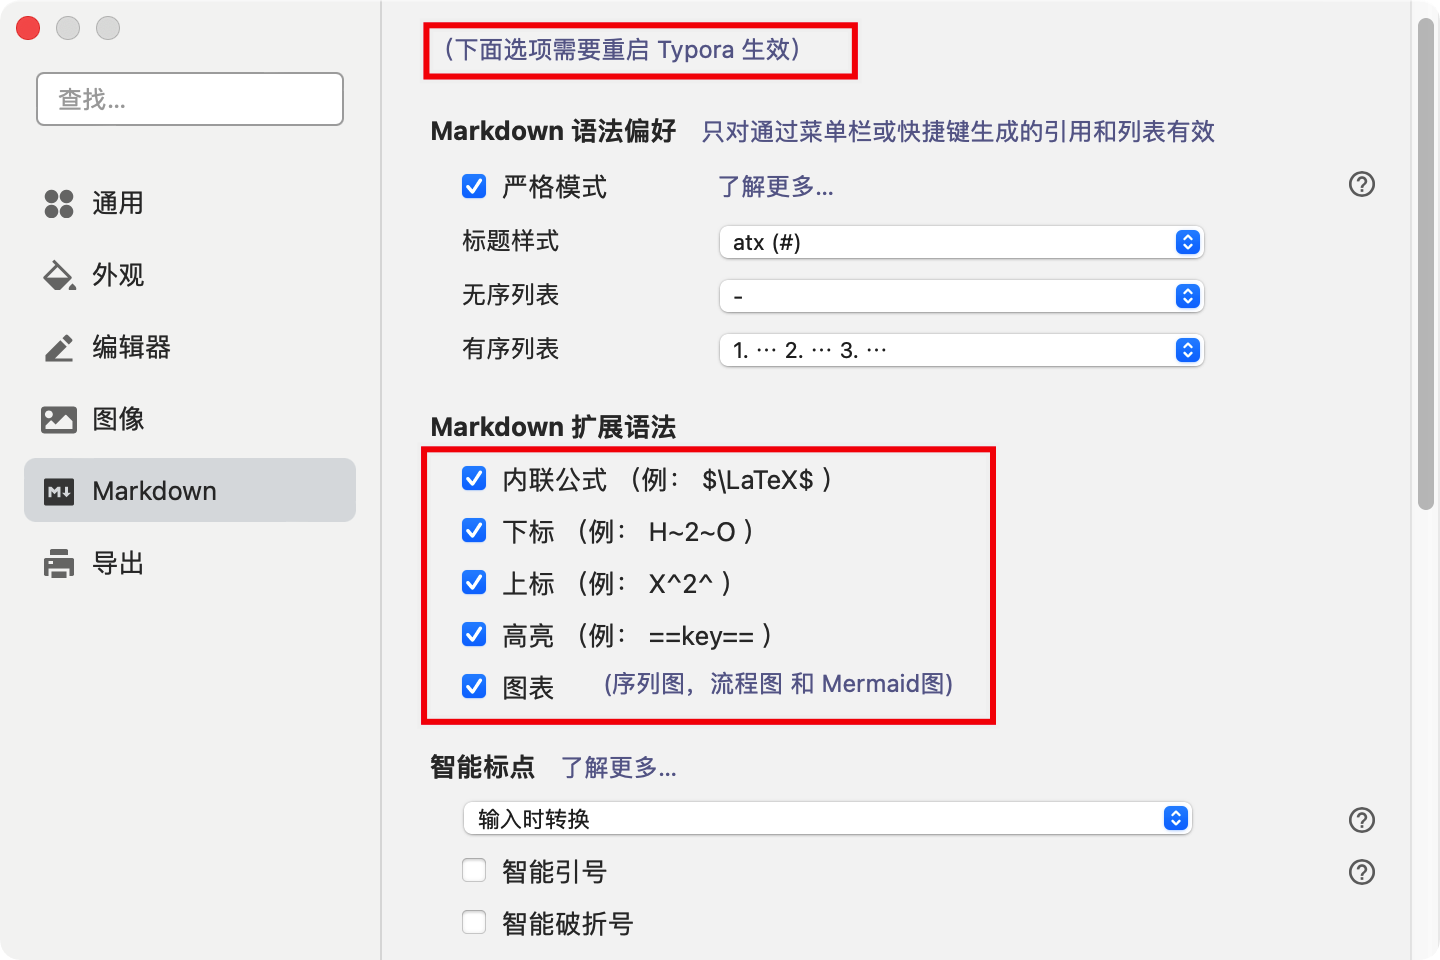 查找...
通用
外观
编辑器
图像
Markdown
导出
（下面选项需要重启 Typora 生效）
Markdown 语法偏好 只对通过菜单栏或快捷键生成的引用和列表有效
严格模式 了解更多...
标题样式 atx (#)
无序列表 -
有序列表 1. ··· 2. ··· 3. ···
Markdown 扩展语法
内联公式 （例： $\LaTeX$ ）
下标 （例： H~2~O ）
上标 （例： X^2^ ）
高亮 （例： ==key== ）
图表 (序列图，流程图 和 Mermaid图)
智能标点 了解更多...
输入时转换
智能引号
智能破折号